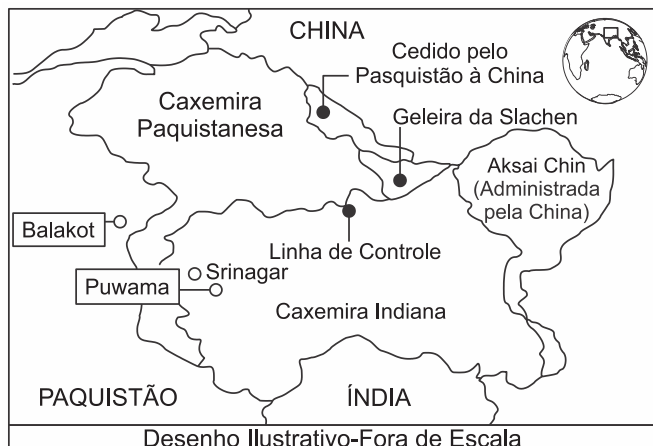 CHINA
Cedido pelo
Pasquistão à China
Caxemira
Paquistanesa
Geleira da Slachen
Aksai Chin
(Administrada
pela China)
Balakot
Linha de Controle
Srinagar
Puwama
Caxemira Indiana
PAQUISTÃO
ÍNDIA
Desenho Ilustrativo-Fora de Escala